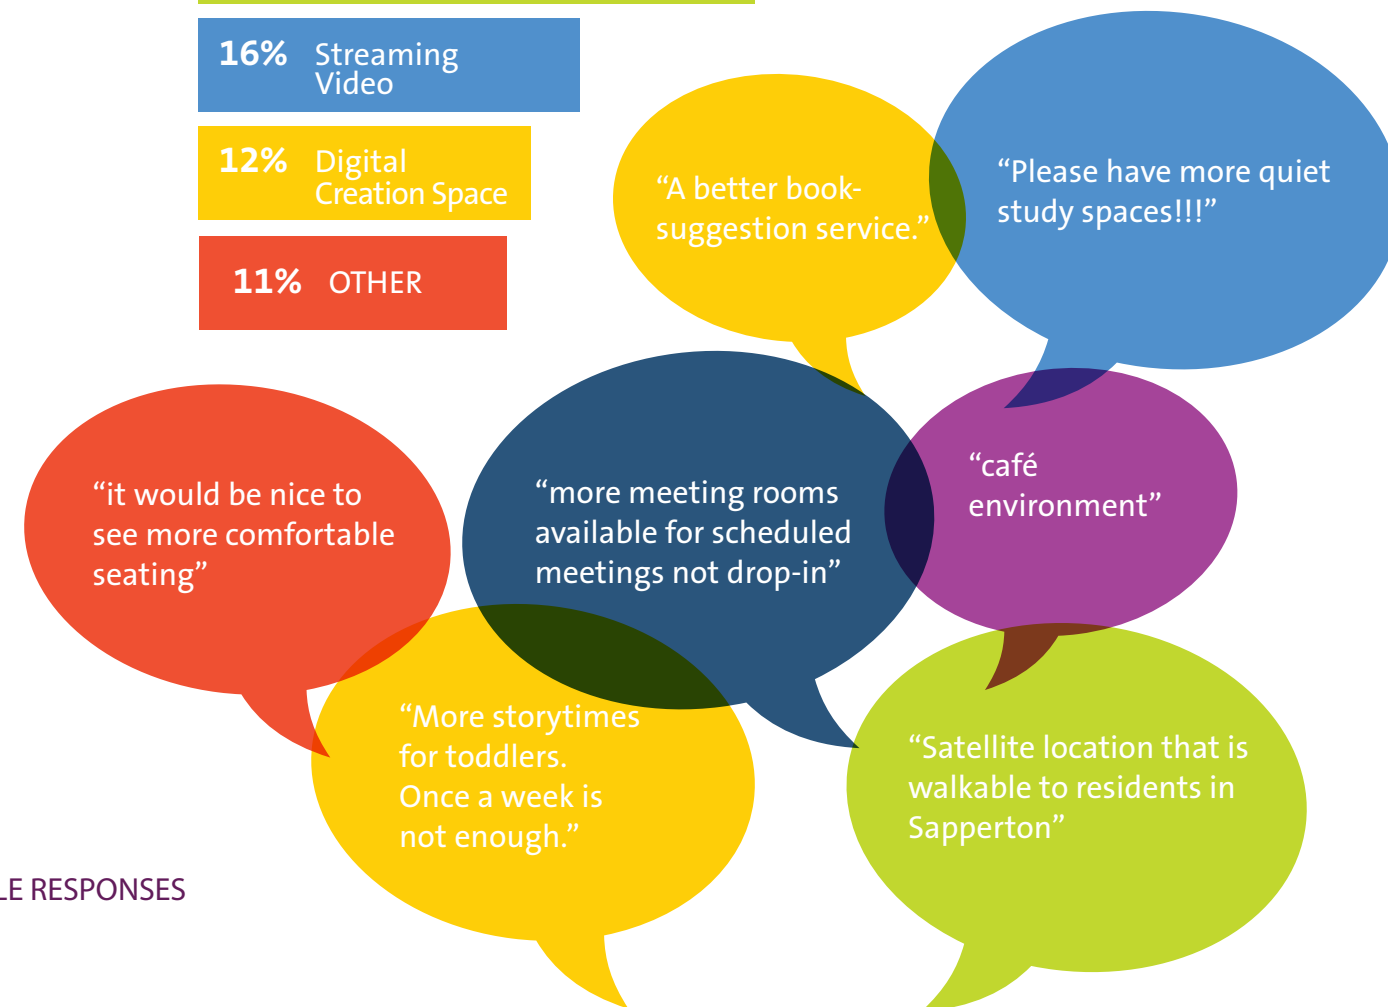 16% Streaming
Video
12% Digital
Creation Space
11% OTHER
“A better book-
suggestion service.”
“Please have more quiet
study spaces!!!”
“it would be nice to
see more comfortable
seating”
“more meeting rooms
available for scheduled
meetings not drop-in”
“café
environment”
“More storytimes
for toddlers.
Once a week is
not enough.”
“Satellite location that is
walkable to residents in
Sapperton”
LE RESPONSES